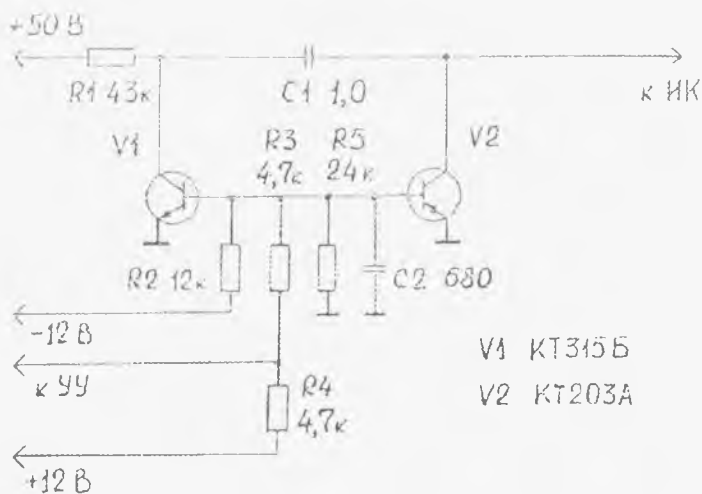 +50 В
R1 43к
C1 1,0
к ИК
V1
R3
4,7к
R5
24к
V2
R2 12к
C2 680
-12 В
к УУ
R4
4,7к
+12 В
V1 КТ315Б
V2 КТ203А